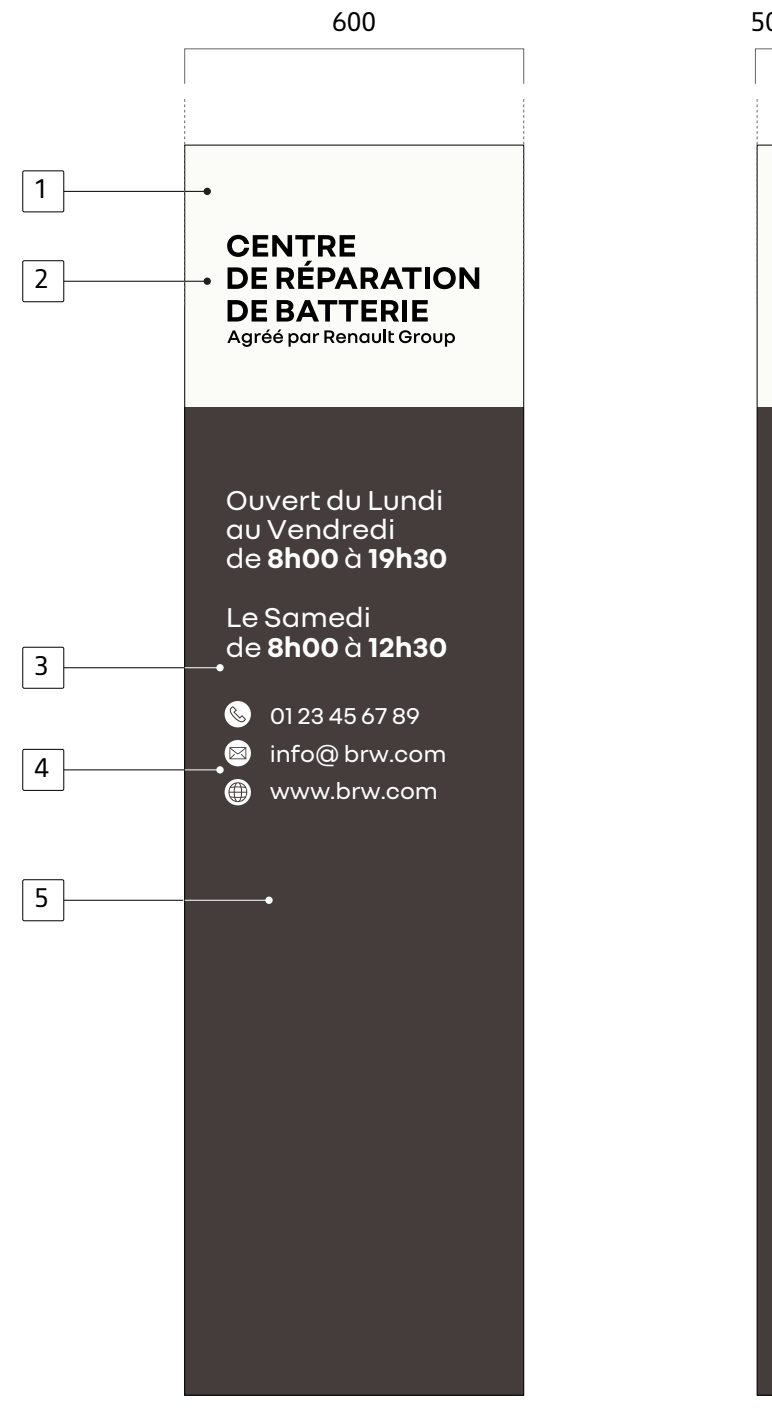 600
50
1
2
CENTRE
DE RÉPARATION
DE BATTERIE
Agréé par Renault Group
Ouvert du Lundi
au Vendredi
de 8h00 à 19h30
Le Samedi
de 8h00 à 12h30
3
01 23 45 67 89
info@ brw.com
4
www.brw.com
5